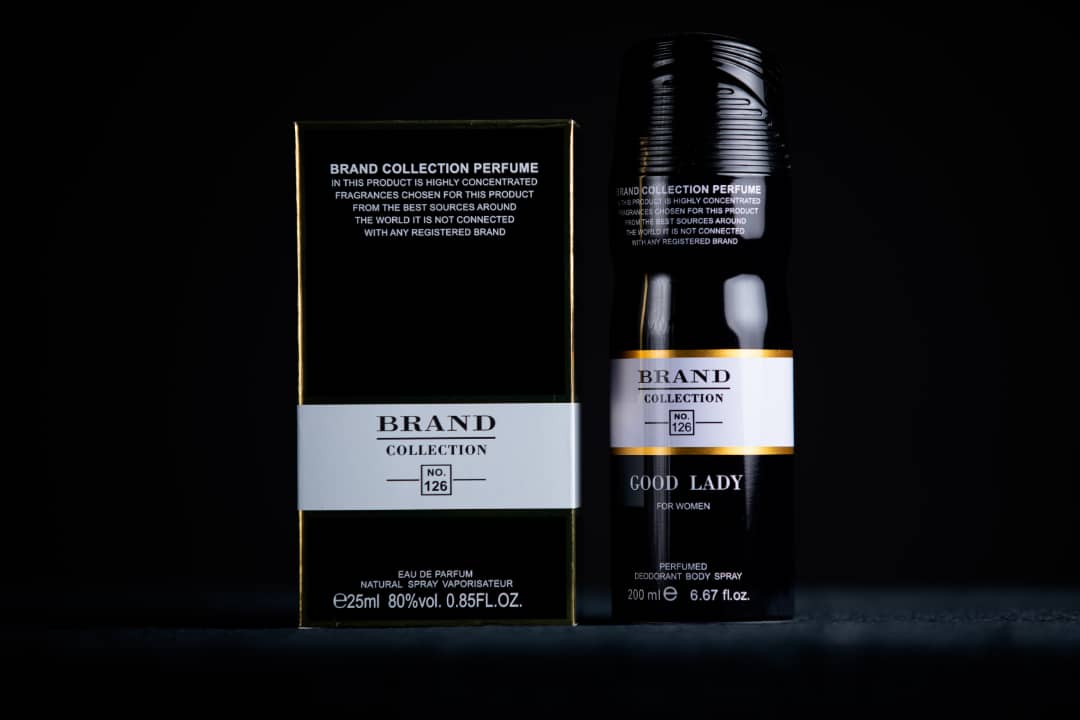 BRAND COLLECTION PERFUME
IN THIS PRODUCT IS HIGHLY CONCENTRATED
FRAGRANCES CHOSEN FOR THIS PRODUCT
FROM THE BEST SOURCES AROUND
THE WORLD IT IS NOT CONNECTED
WITH ANY REGISTERED BRAND
BRAND
COLLECTION
NO.
126
EAU DE PARFUM
NATURAL SPRAY VAPORISATEUR
℮25ml 80%vol. 0.85FL.OZ.
BRAND COLLECTION PERFUME
IN THIS PRODUCT IS HIGHLY CONCENTRATED
FRAGRANCES CHOSEN FOR THIS PRODUCT
FROM THE BEST SOURCES AROUND
THE WORLD IT IS NOT CONNECTED
WITH ANY REGISTERED BRAND
BRAND
COLLECTION
NO.
126
GOOD LADY
FOR WOMEN
PERFUMED
DEDORANT BODY SPRAY
200 ml ℮ 6.67 fl.oz.